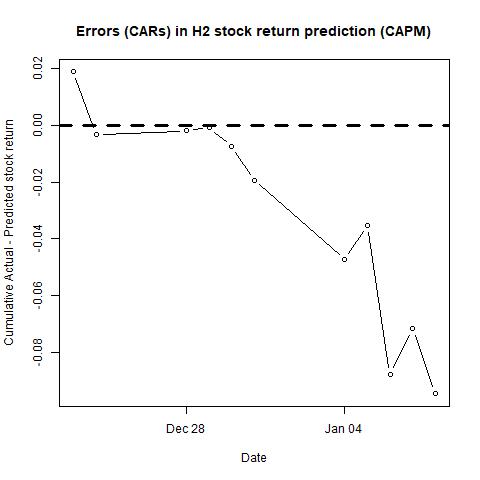 Errors (CARs) in H2 stock return prediction (CAPM)
Cumulative Actual - Predicted stock return
0.02
0.00
-0.02
-0.04
-0.06
-0.08
Dec 28
Jan 04
Date